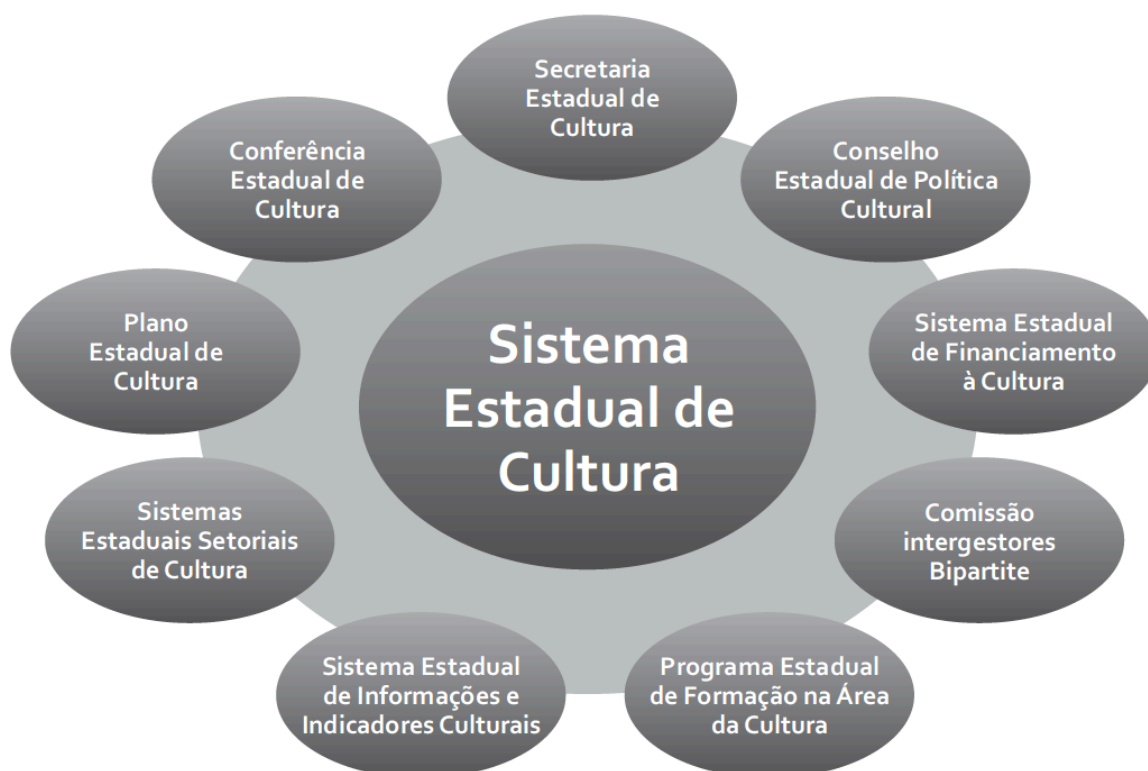 Secretaria
Estadual de
Cultura
Conselho
Estadual de Política
Cultural
Sistema Estadual
de Financiamento
à Cultura
Comissão
intergestores
Bipartite
Programa Estadual
de Formação na Área
da Cultura
Sistema Estadual
de Informações e
Indicadores Culturais
Sistemas
Estaduais Setoriais
de Cultura
Plano
Estadual de
Cultura
Conferência
Estadual de
Cultura
Sistema
Estadual de
Cultura